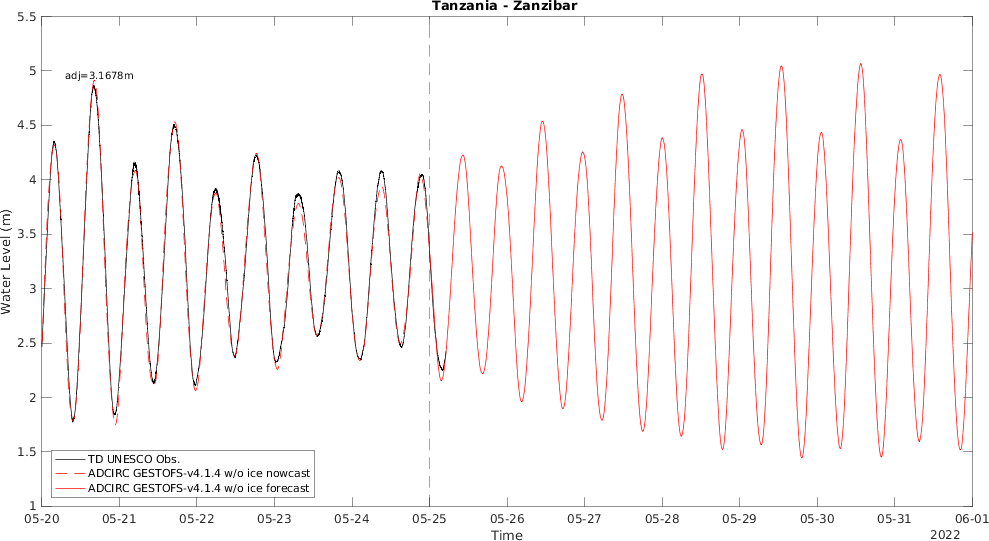 Tanzania - Zanzibar
5.5
5
4.5
4
3.5
3
2.5
2
1.5
1
Water Level (m)
adj=3.1678m
TD UNESCO Obs.
ADCIRC GESTOFS-v4.1.4 w/o ice nowcast
ADCIRC GESTOFS-v4.1.4 w/o ice forecast
05-20 05-21 05-22 05-23 05-24 05-25 05-26 05-27 05-28 05-29 05-30 05-31 06-01
Time
2022